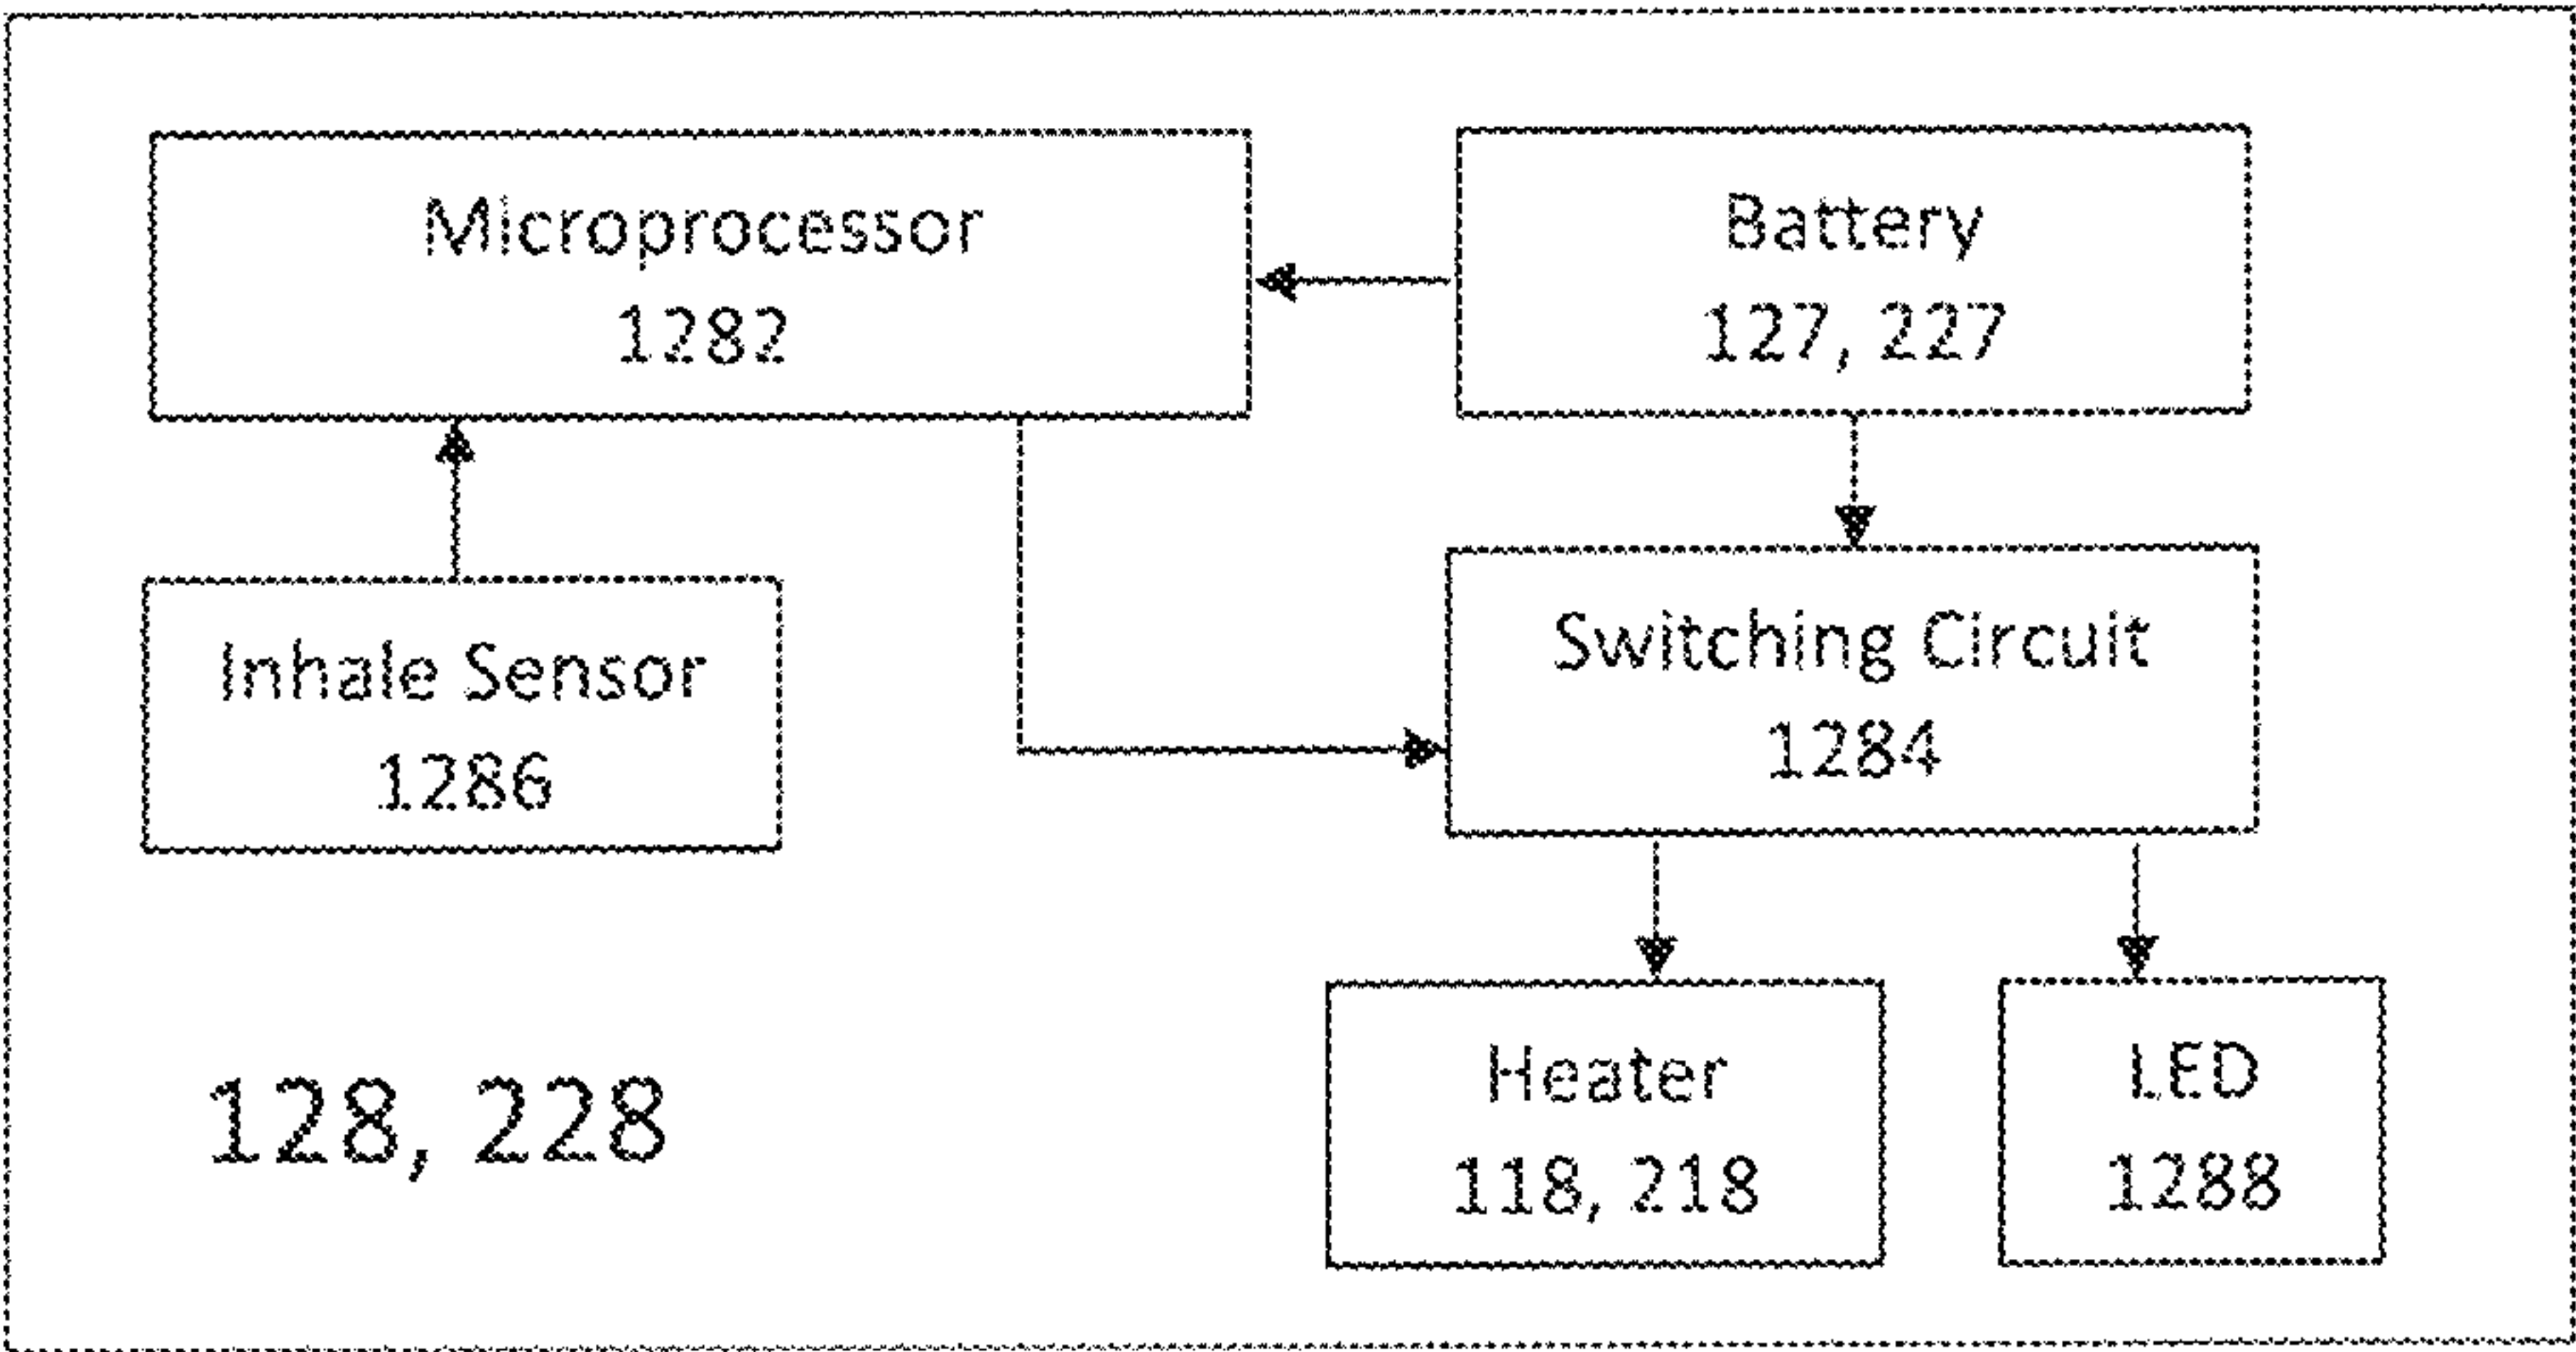 Microprocessor
1282
Battery
127, 227
Inhale Sensor
1286
Switching Circuit
1284
128, 228
Heater
118, 218
LED
1288